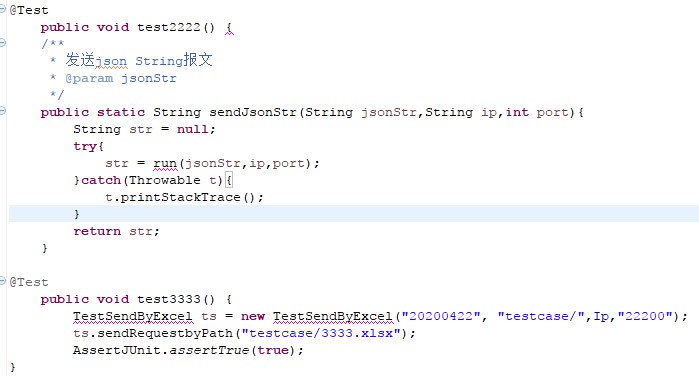 @Test
    public void test2222() {
    /**
     * 发送json String报文
     * @param jsonStr
     */
    public static String sendJsonStr(String jsonStr,String ip,int port){
        String str = null;
        try{
            str = run(jsonStr,ip,port);
        }catch(Throwable t){
            t.printStackTrace();
        }
        return str;
    }
@Test
    public void test3333() {
        TestSendByExcel ts = new TestSendByExcel("20200422", "testcase/",Ip,"22200");
        ts.sendRequestbyPath("testcase/3333.xlsx");
        AssertJUnit.assertTrue(true);
}